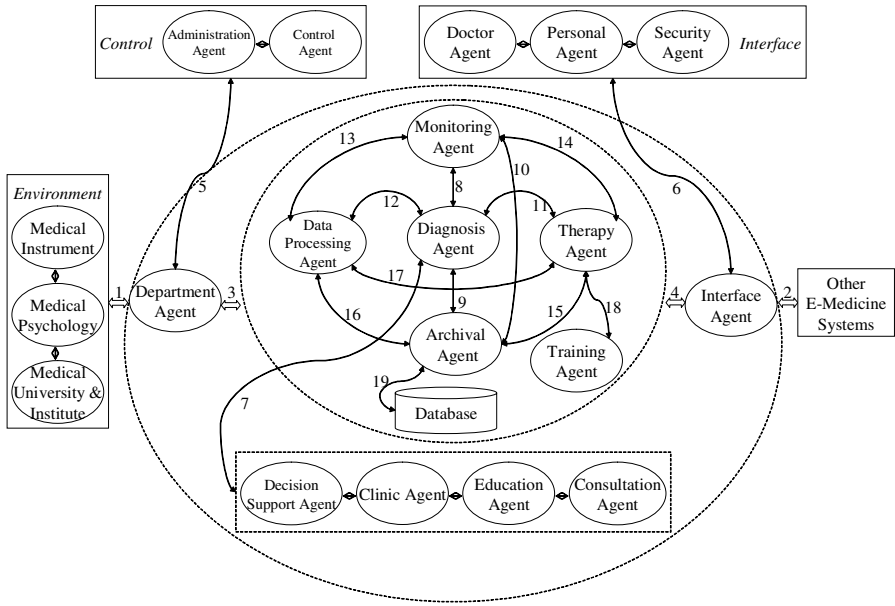 Control
Administration
Agent
Control
Agent
Doctor
Agent
Personal
Agent
Security
Agent
Interface
Environment
Medical
Instrument
Medical
Psychology
Medical
University &
Institute
1
Department
Agent
3
5
13
Monitoring
Agent
14
10
8
12
11
Data
Processing
Agent
Diagnosis
Agent
Therapy
Agent
17
9
16
15
18
Archival
Agent
Training
Agent
19
Database
7
4
6
Interface
Agent
2
Other
E-Medicine
Systems
Decision
Support Agent
Clinic Agent
Education
Agent
Consultation
Agent